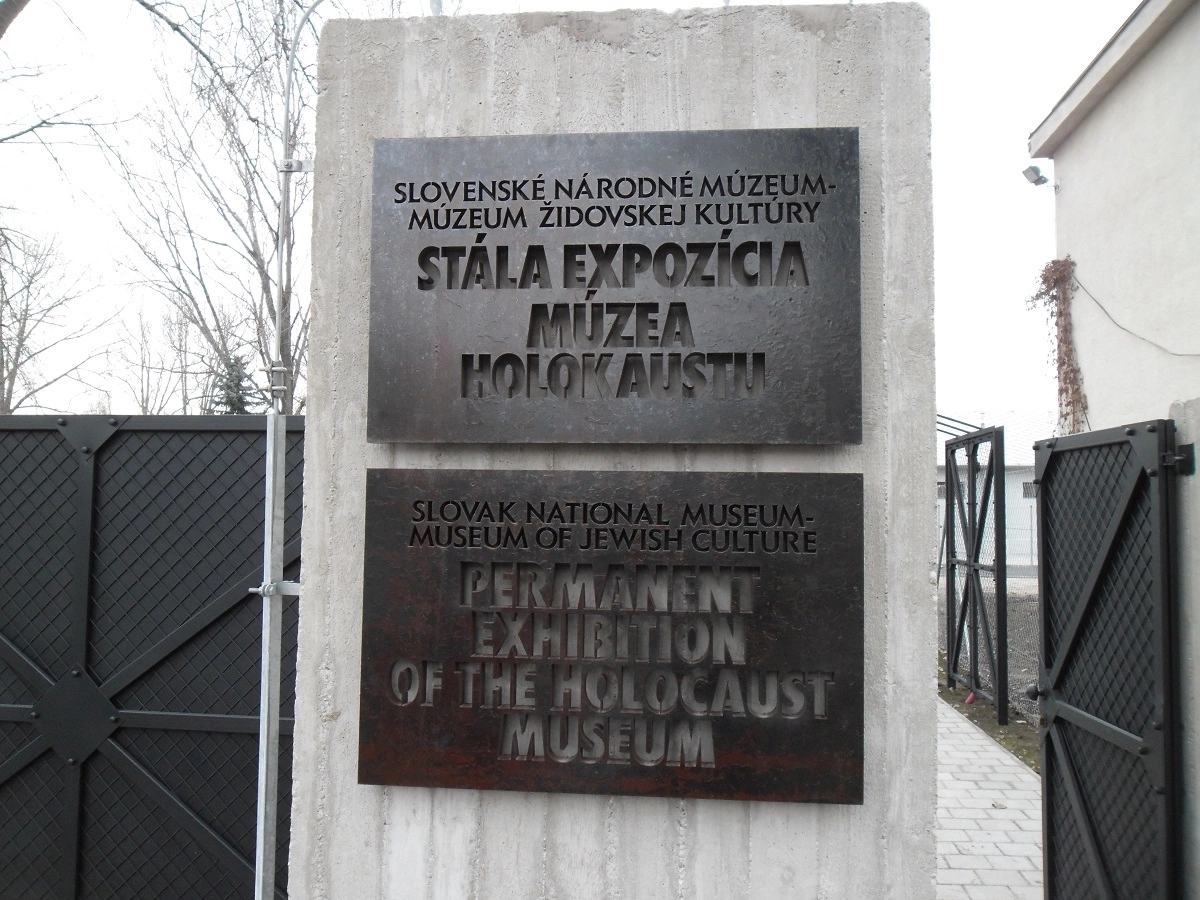 SLOVENSKÉ NÁRODNÉ MÚZEUM-
MÚZEUM ŽIDOVSKEJ KULTÚRY
STÁLA EXPOZÍCIA
MÚZEA
HOLOKAUSTU
SLOVAK NATIONAL MUSEUM-
MUSEUM OF JEWISH CULTURE
PERMANENT
EXHIBITION
OF THE HOLOCAUST
MUSEUM